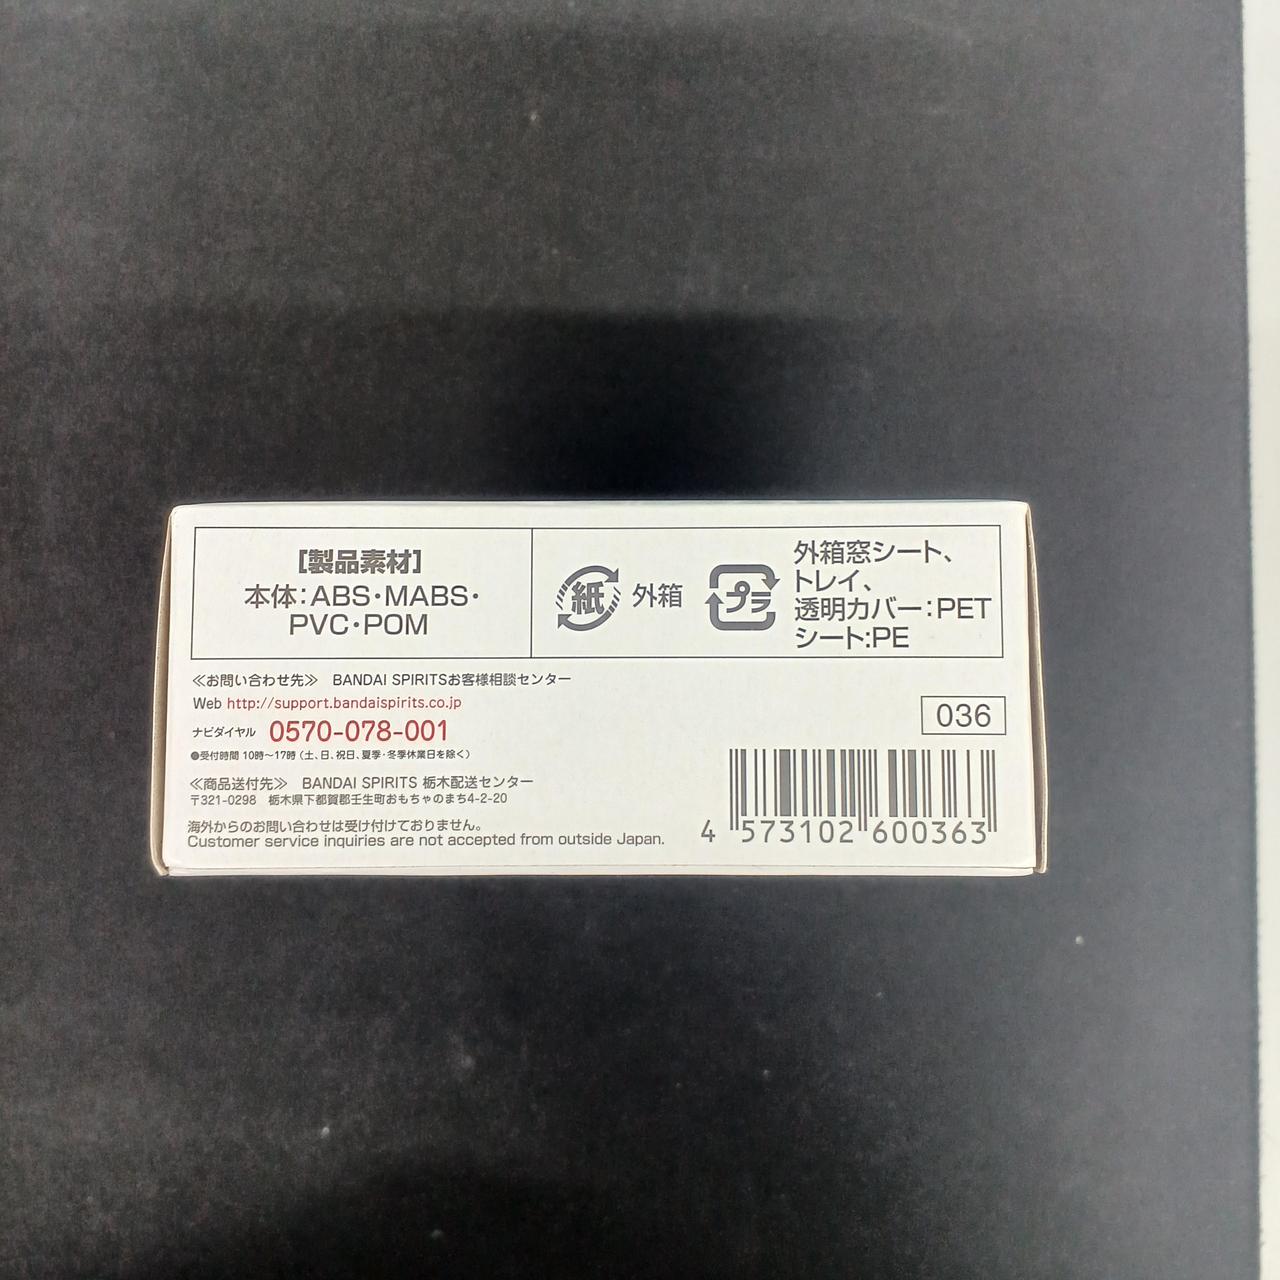 [製品素材]
本体：ABS・MABS・
PVC・POM
紙 外箱
プラ
外箱窓シート、
トレイ、
透明カバー：PET
シート:PE
≪お問い合わせ先≫ BANDAI SPIRITSお客様相談センター
Web http://support.bandaispirits.co.jp
ナビダイヤル 0570-078-001
●受付時間 10時～17時（土、日、祝日、夏季・冬季休業日を除く）
036
≪商品送付先≫ BANDAI SPIRITS 栃木配送センター
〒321-0298 栃木県下都賀郡壬生町おもちゃのまち4-2-20
海外からのお問い合わせは受け付けておりません。
Customer service inquiries are not accepted from outside Japan.
4 573102 600363